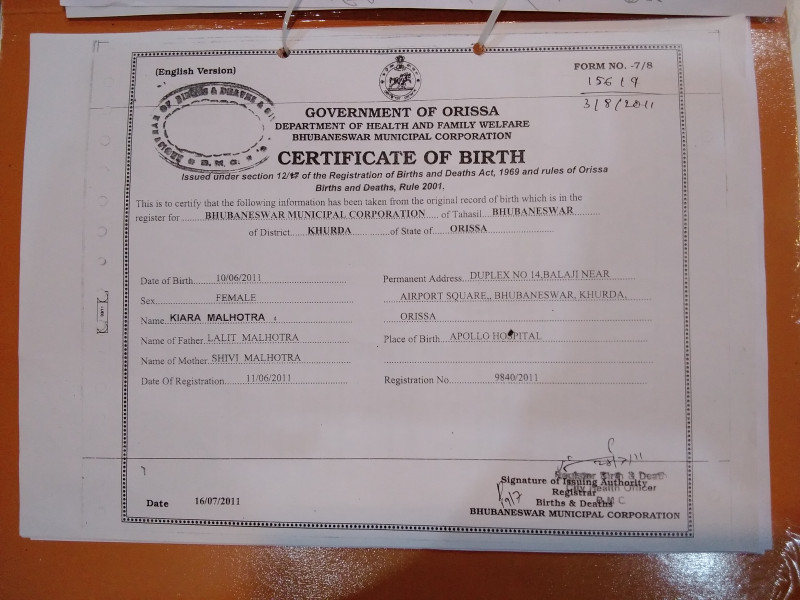 (English Version)
FORM NO. -7/8
15619
3/8/2011
GOVERNMENT OF ORISSA
DEPARTMENT OF HEALTH AND FAMILY WELFARE
BHUBANESWAR MUNICIPAL CORPORATION
CERTIFICATE OF BIRTH
Issued under section 12/17 of the Registration of Births and Deaths Act, 1969 and rules of Orissa
Births and Deaths, Rule 2001.
This is to certify that the following information has been taken from the original record of birth which is in the
register for BHUBANESWAR MUNICIPAL CORPORATION of Tahasil BHUBANESWAR
of District KHURDA of State of ORISSA
Date of Birth 10/06/2011
Sex FEMALE
Name KIARA MALHOTRA
Name of Father LALIT MALHOTRA
Name of Mother SHIVI MALHOTRA
Date Of Registration 11/06/2011
Permanent Address DUPLEX NO 14,BALAJI NEAR
AIRPORT SQUARE,, BHUBANESWAR, KHURDA,
ORISSA
Place of Birth APOLLO HOSPITAL
Registration No 9840/2011
Date 16/07/2011
Signature of Issuing Authority
Registrar
Births & Deaths
BHUBANESWAR MUNICIPAL CORPORATION